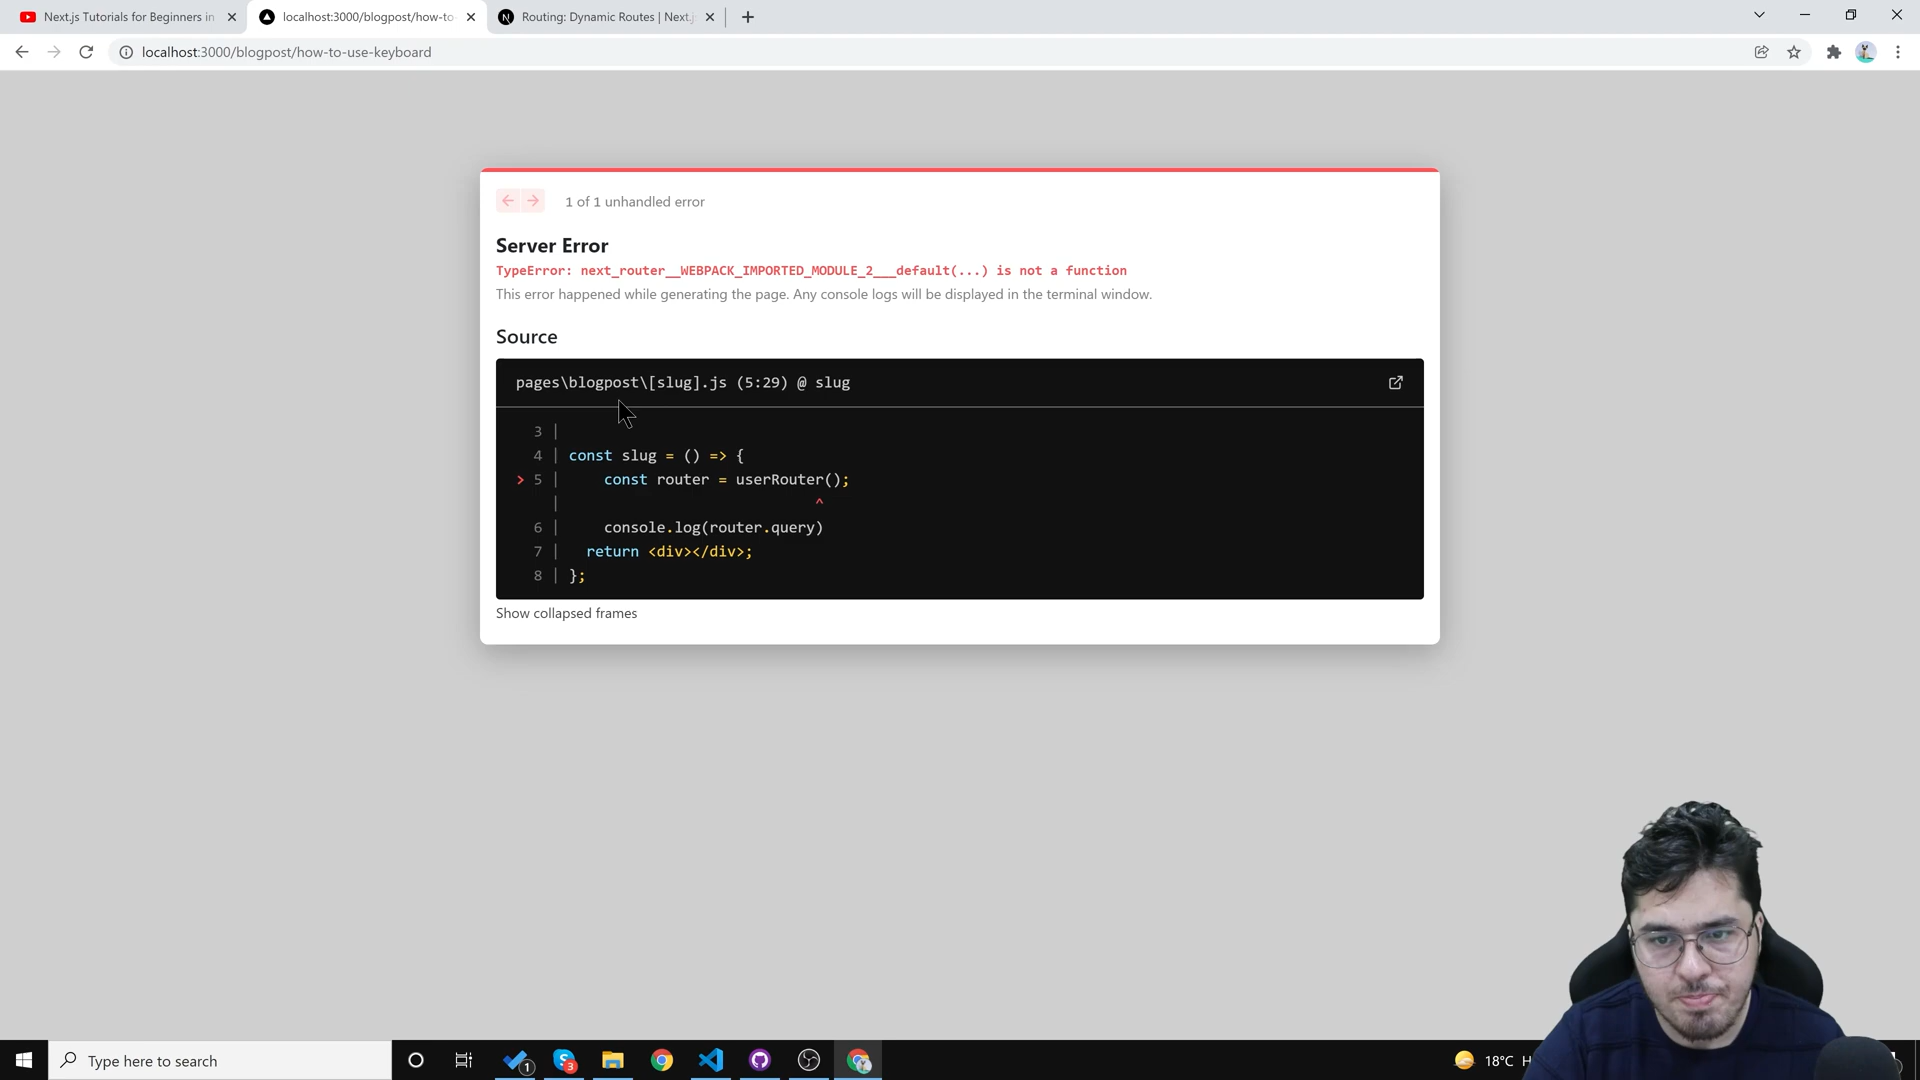 Next.js Tutorials for Beginners in
localhost:3000/blogpost/how-to-
Routing: Dynamic Routes | Next.j
localhost:3000/blogpost/how-to-use-keyboard
1 of 1 unhandled error
Server Error
TypeError: next_router__WEBPACK_IMPORTED_MODULE_2___default(...) is not a function
This error happened while generating the page. Any console logs will be displayed in the terminal window.
Source
pages\blogpost\[slug].js (5:29) @ slug
3 |
4 | const slug = () => {
> 5 | const router = userRouter();
| ^
6 | console.log(router.query)
7 | return <div></div>;
8 | };
Show collapsed frames
Type here to search
1
3
18°C H